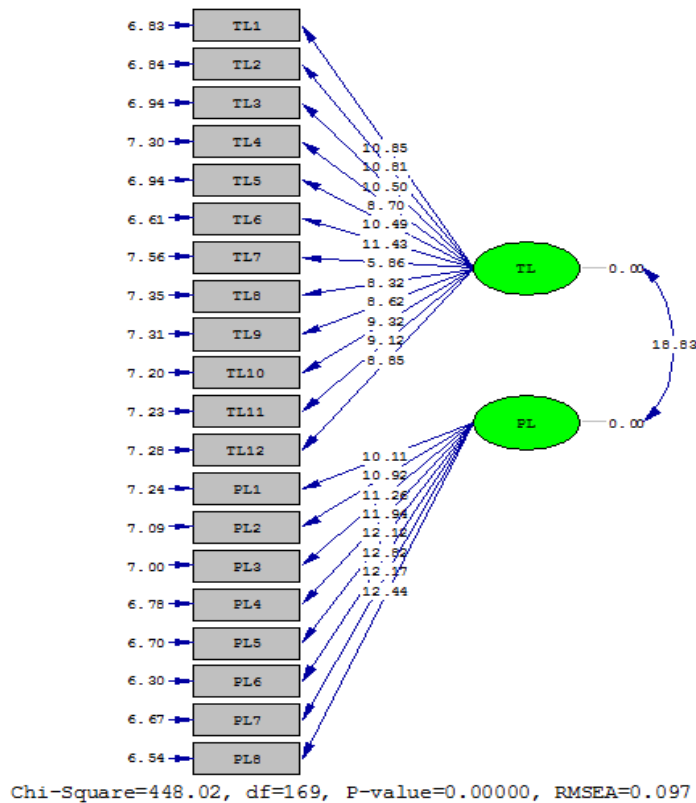 6.83 TL1
6.84 TL2
6.94 TL3
7.30 TL4
6.94 TL5
6.61 TL6
7.56 TL7
7.35 TL8
7.31 TL9
7.20 TL10
7.23 TL11
7.28 TL12
7.24 PL1
7.09 PL2
7.00 PL3
6.78 PL4
6.70 PL5
6.30 PL6
6.67 PL7
6.54 PL8
10.85
10.81
10.50
8.70
10.49
11.43
5.86
8.32
8.62
9.32
9.12
8.85
TL 0.00
18.83
PL 0.00
10.11
10.92
11.26
11.94
12.82
12.17
12.44
Chi-Square=448.02, df=169, P-value=0.00000, RMSEA=0.097